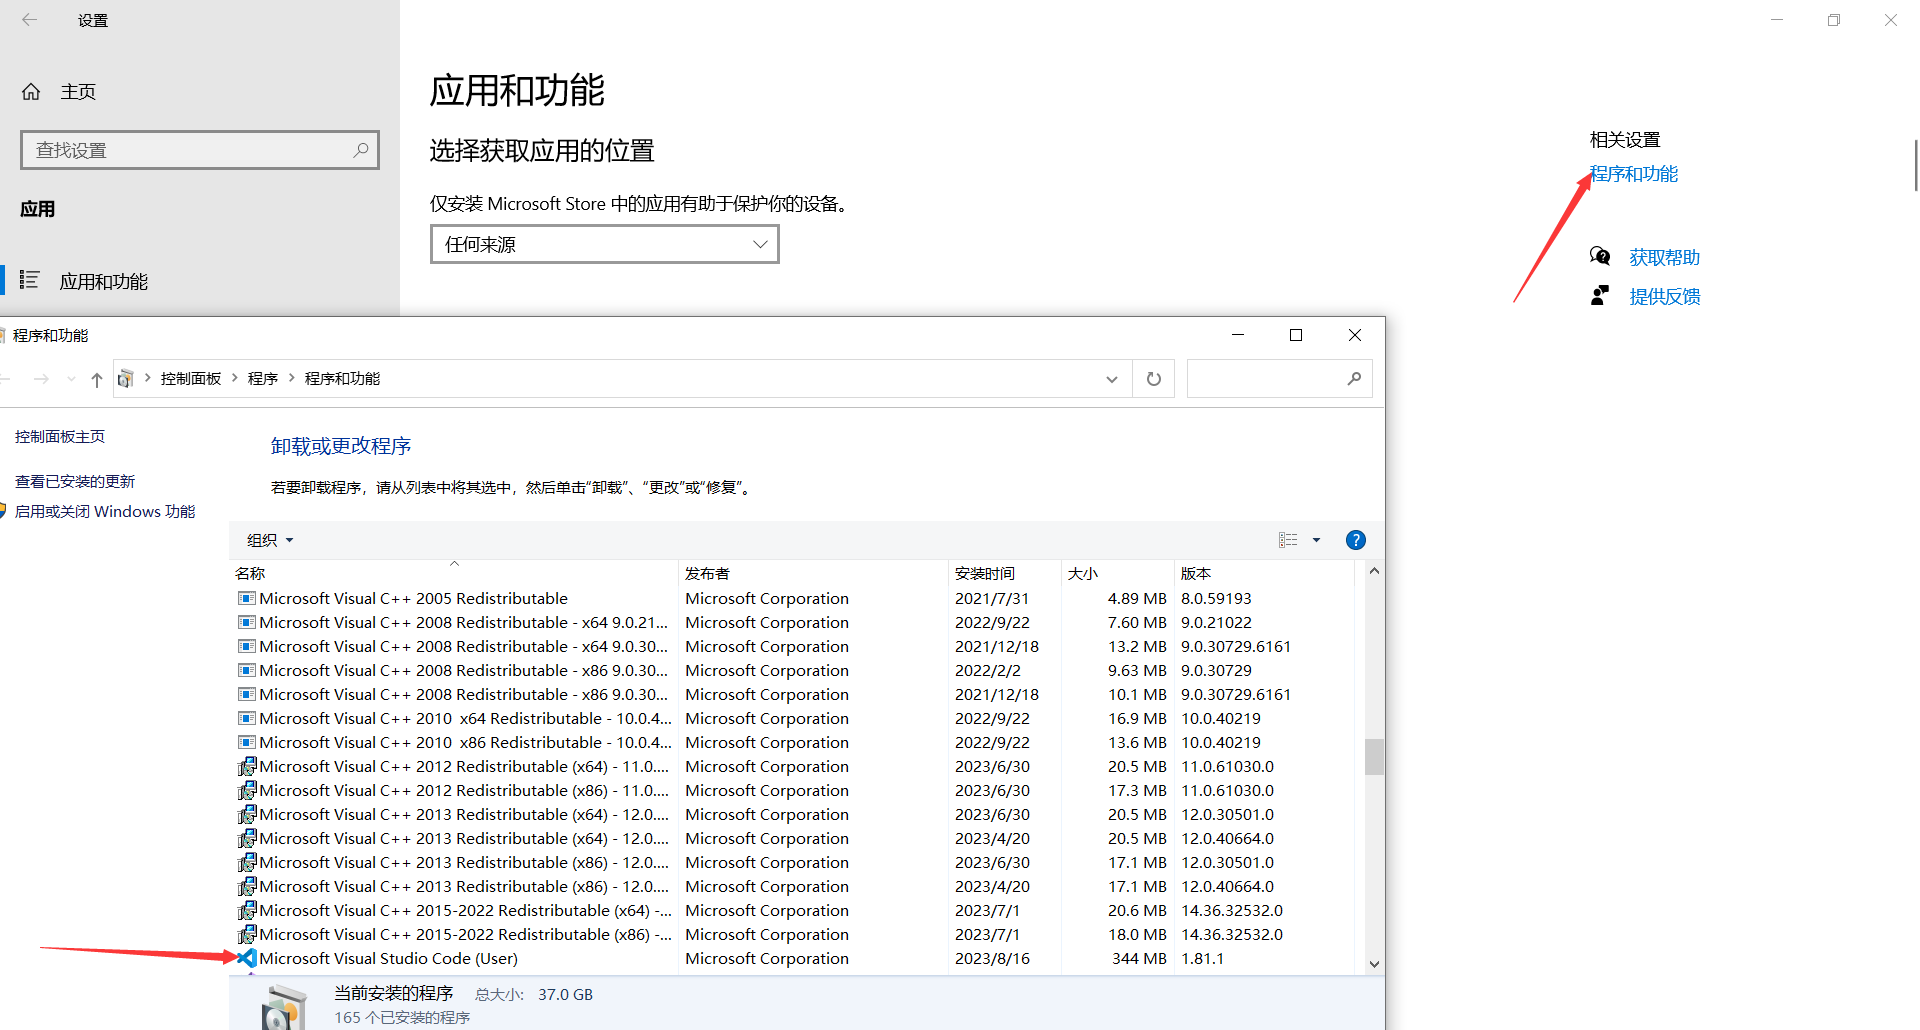 设置
主页
查找设置
应用
应用和功能
应用和功能
选择获取应用的位置
仅安装 Microsoft Store 中的应用有助于保护你的设备。
任何来源
相关设置
程序和功能
获取帮助
提供反馈
程序和功能
控制面板 程序 程序和功能
控制面板主页
查看已安装的更新
启用或关闭 Windows 功能
卸载或更改程序
若要卸载程序，请从列表中将其选中，然后单击“卸载”、“更改”或“修复”。
组织
名称 发布者 安装时间 大小 版本
Microsoft Visual C++ 2005 Redistributable Microsoft Corporation 2021/7/31 4.89 MB 8.0.59193
Microsoft Visual C++ 2008 Redistributable - x64 9.0.21... Microsoft Corporation 2022/9/22 7.60 MB 9.0.21022
Microsoft Visual C++ 2008 Redistributable - x64 9.0.30... Microsoft Corporation 2021/12/18 13.2 MB 9.0.30729.6161
Microsoft Visual C++ 2008 Redistributable - x86 9.0.30... Microsoft Corporation 2022/2/2 9.63 MB 9.0.30729
Microsoft Visual C++ 2008 Redistributable - x86 9.0.30... Microsoft Corporation 2021/12/18 10.1 MB 9.0.30729.6161
Microsoft Visual C++ 2010  x64 Redistributable - 10.0.4... Microsoft Corporation 2022/9/22 16.9 MB 10.0.40219
Microsoft Visual C++ 2010  x86 Redistributable - 10.0.4... Microsoft Corporation 2022/9/22 13.6 MB 10.0.40219
Microsoft Visual C++ 2012 Redistributable (x64) - 11.0.... Microsoft Corporation 2023/6/30 20.5 MB 11.0.61030.0
Microsoft Visual C++ 2012 Redistributable (x86) - 11.0.... Microsoft Corporation 2023/6/30 17.3 MB 11.0.61030.0
Microsoft Visual C++ 2013 Redistributable (x64) - 12.0.... Microsoft Corporation 2023/6/30 20.5 MB 12.0.30501.0
Microsoft Visual C++ 2013 Redistributable (x64) - 12.0.... Microsoft Corporation 2023/4/20 20.5 MB 12.0.40664.0
Microsoft Visual C++ 2013 Redistributable (x86) - 12.0.... Microsoft Corporation 2023/6/30 17.1 MB 12.0.30501.0
Microsoft Visual C++ 2013 Redistributable (x86) - 12.0.... Microsoft Corporation 2023/4/20 17.1 MB 12.0.40664.0
Microsoft Visual C++ 2015-2022 Redistributable (x64) -... Microsoft Corporation 2023/7/1 20.6 MB 14.36.32532.0
Microsoft Visual C++ 2015-2022 Redistributable (x86) -... Microsoft Corporation 2023/7/1 18.0 MB 14.36.32532.0
Microsoft Visual Studio Code (User) Microsoft Corporation 2023/8/16 344 MB 1.81.1
当前安装的程序 总大小: 37.0 GB
165 个已安装的程序